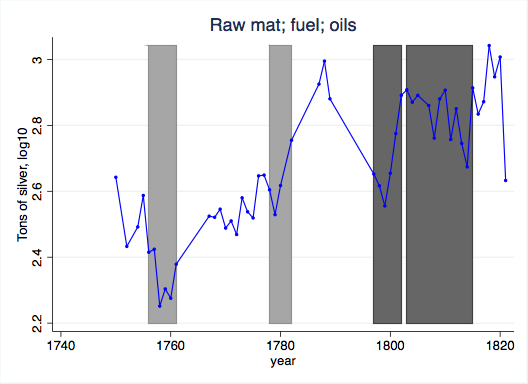 Raw mat; fuel; oils
Tons of silver, log10
3
2.8
2.6
2.4
2.2
1740 1760 1780 1800 1820
year